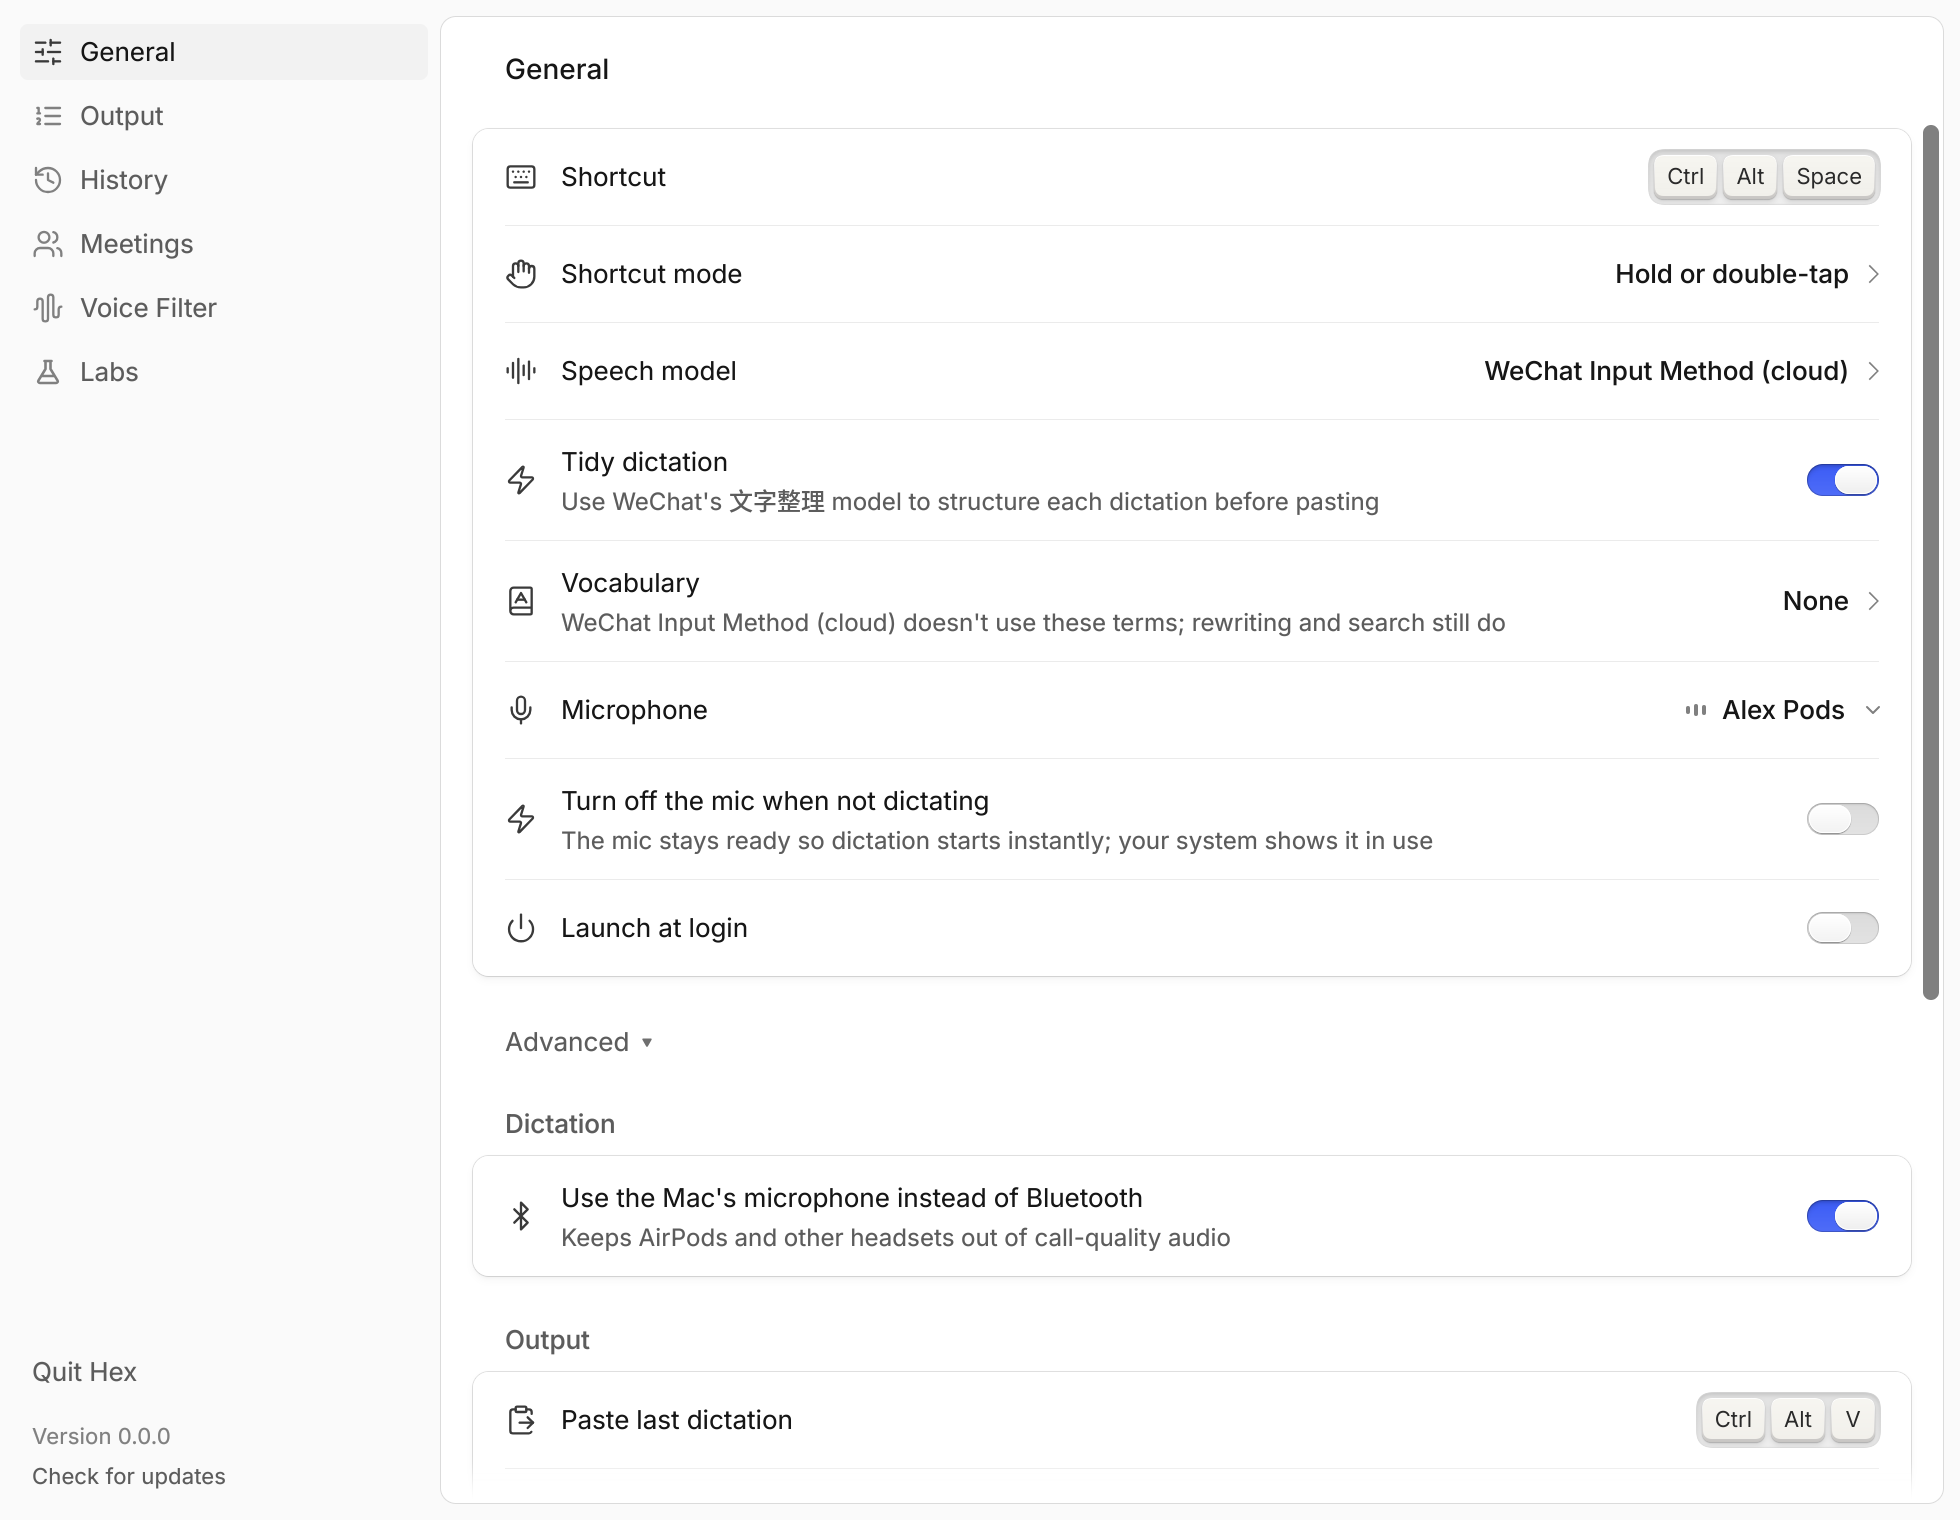 General
Output
History
Meetings
Voice Filter
Labs
Quit Hex
Version 0.0.0
Check for updates
General
Shortcut
Ctrl Alt Space
Shortcut mode
Hold or double-tap
Speech model
WeChat Input Method (cloud)
Tidy dictation
Use WeChat's 文字整理 model to structure each dictation before pasting
Vocabulary
WeChat Input Method (cloud) doesn't use these terms; rewriting and search still do
None
Microphone
Alex Pods
Turn off the mic when not dictating
The mic stays ready so dictation starts instantly; your system shows it in use
Launch at login
Advanced
Dictation
Use the Mac's microphone instead of Bluetooth
Keeps AirPods and other headsets out of call-quality audio
Output
Paste last dictation
Ctrl Alt V